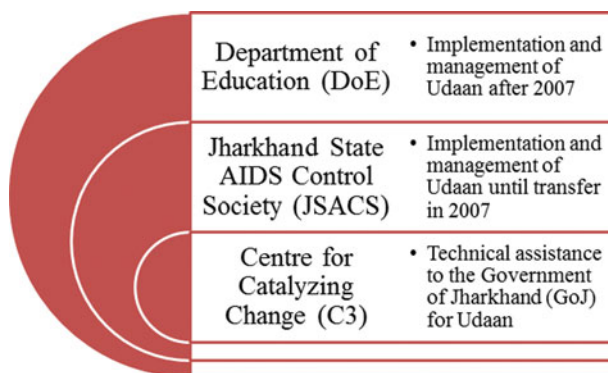 Department of
Education (DoE)
• Implementation and
management of
Udaan after 2007
Jharkhand State
AIDS Control
Society (JSACS)
• Implementation and
management of
Udaan until transfer
in 2007
Centre for
Catalyzing
Change (C3)
• Technical assistance
to the Government
of Jharkhand (GoJ)
for Udaan